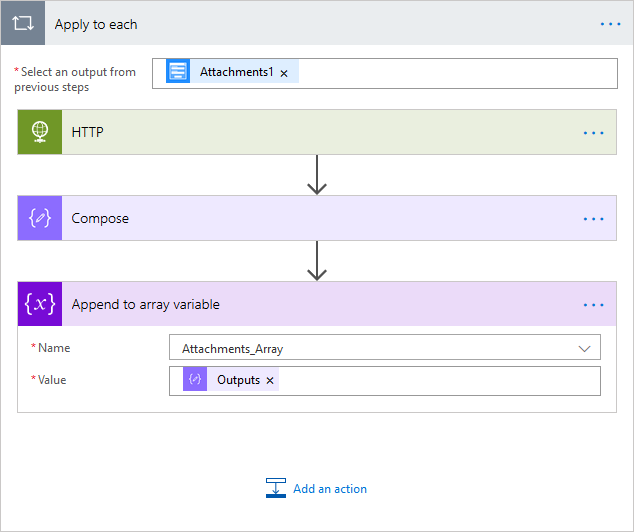 Apply to each
*Select an output from
previous steps
Attachments1 ×
HTTP
Compose
{x} Append to array variable
*Name
Attachments_Array
*Value
Outputs ×
Add an action